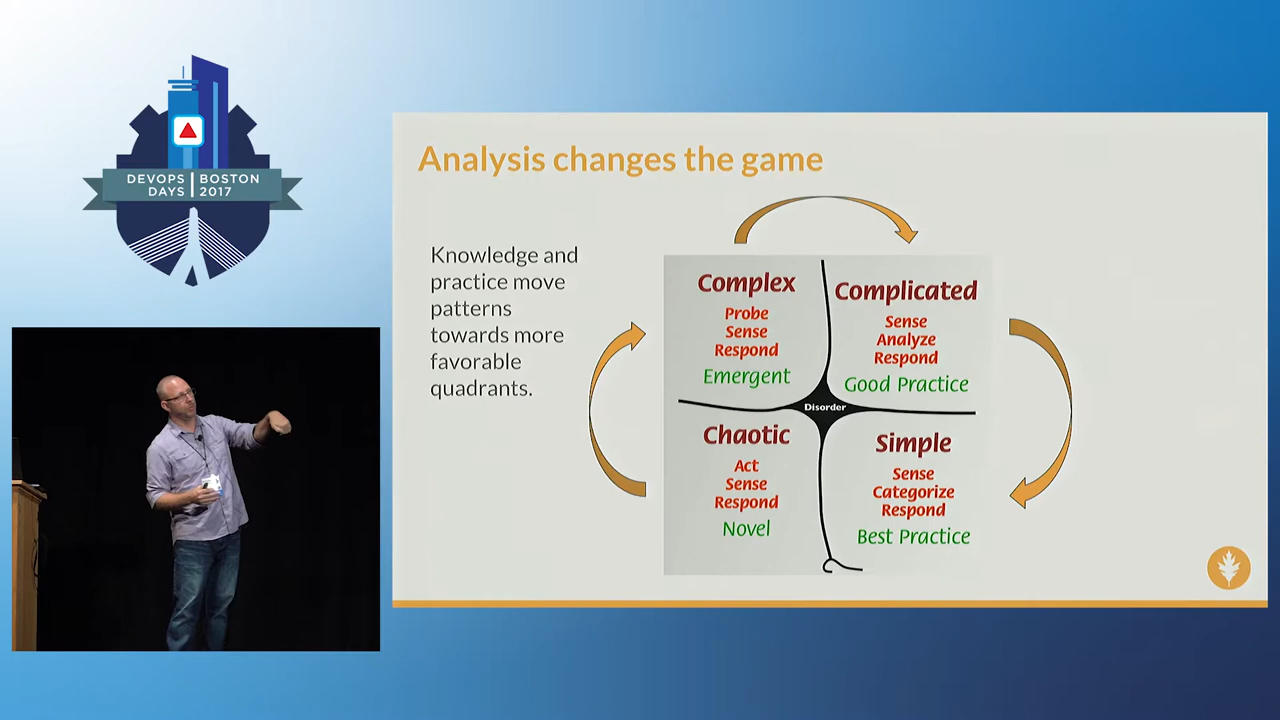 DEVOPS BOSTON
DAYS 2017
Analysis changes the game
Knowledge and
practice move
patterns
towards more
favorable
quadrants.
Complex
Probe
Sense
Respond
Emergent
Complicated
Sense
Analyze
Respond
Good Practice
Disorder
Chaotic
Act
Sense
Respond
Novel
Simple
Sense
Categorize
Respond
Best Practice